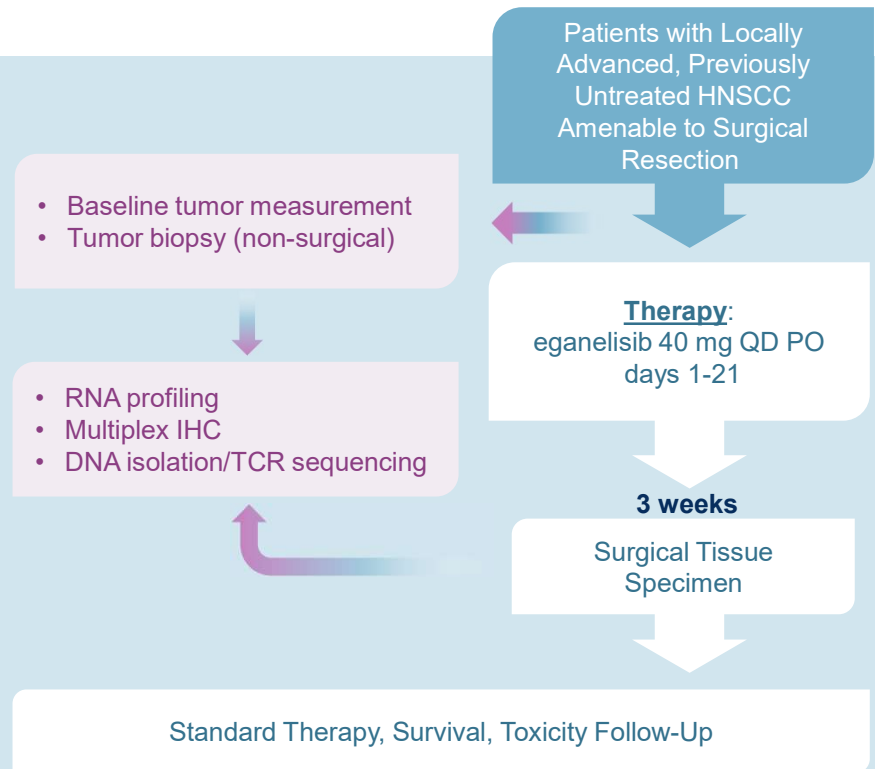 Patients with Locally
Advanced, Previously
Untreated HNSCC
Amenable to Surgical
Resection
• Baseline tumor measurement
• Tumor biopsy (non-surgical)
Therapy:
eganelisib 40 mg QD PO
days 1-21
• RNA profiling
• Multiplex IHC
• DNA isolation/TCR sequencing
3 weeks
Surgical Tissue
Specimen
Standard Therapy, Survival, Toxicity Follow-Up